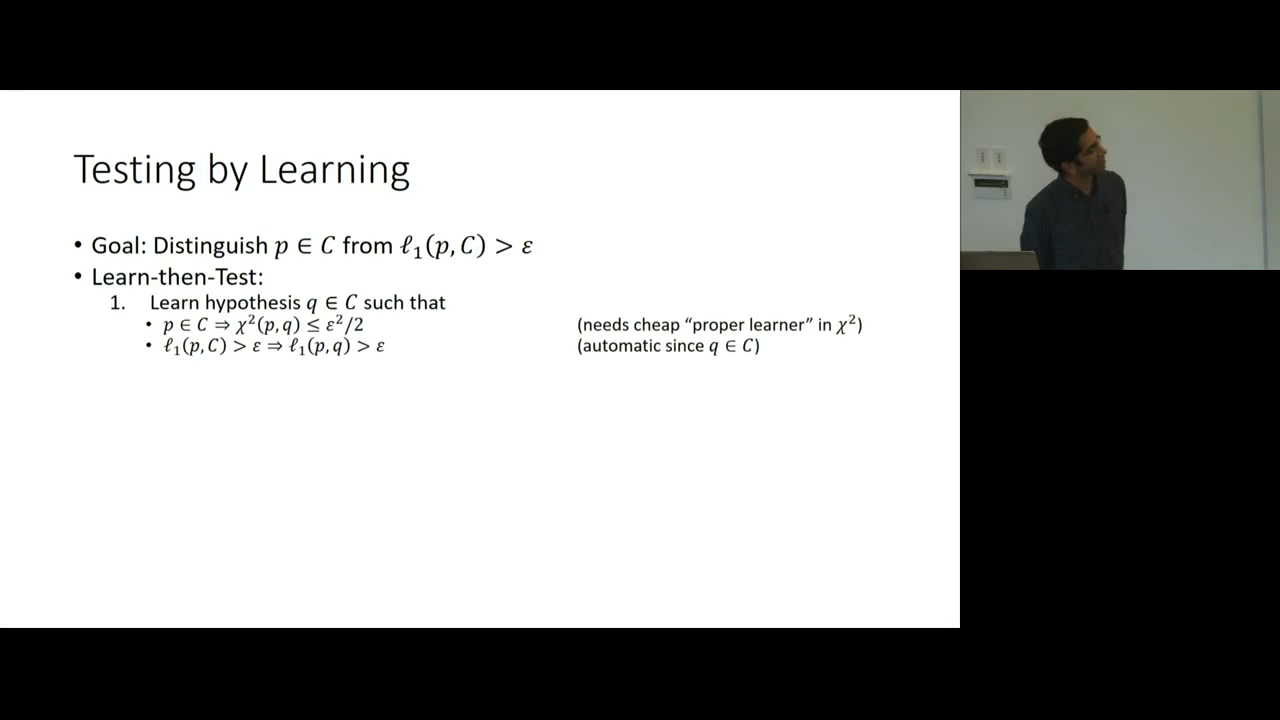 Testing by Learning
• Goal: Distinguish 𝑝 ∈ 𝐶 from ℓ₁(𝑝, 𝐶) > 𝜀
• Learn-then-Test:
1. Learn hypothesis 𝑞 ∈ 𝐶 such that
• 𝑝 ∈ 𝐶 ⇒ 𝜒²(𝑝, 𝑞) ≤ 𝜀²/2 (needs cheap “proper learner” in 𝜒²)
• ℓ₁(𝑝, 𝐶) > 𝜀 ⇒ ℓ₁(𝑝, 𝑞) > 𝜀 (automatic since 𝑞 ∈ 𝐶)